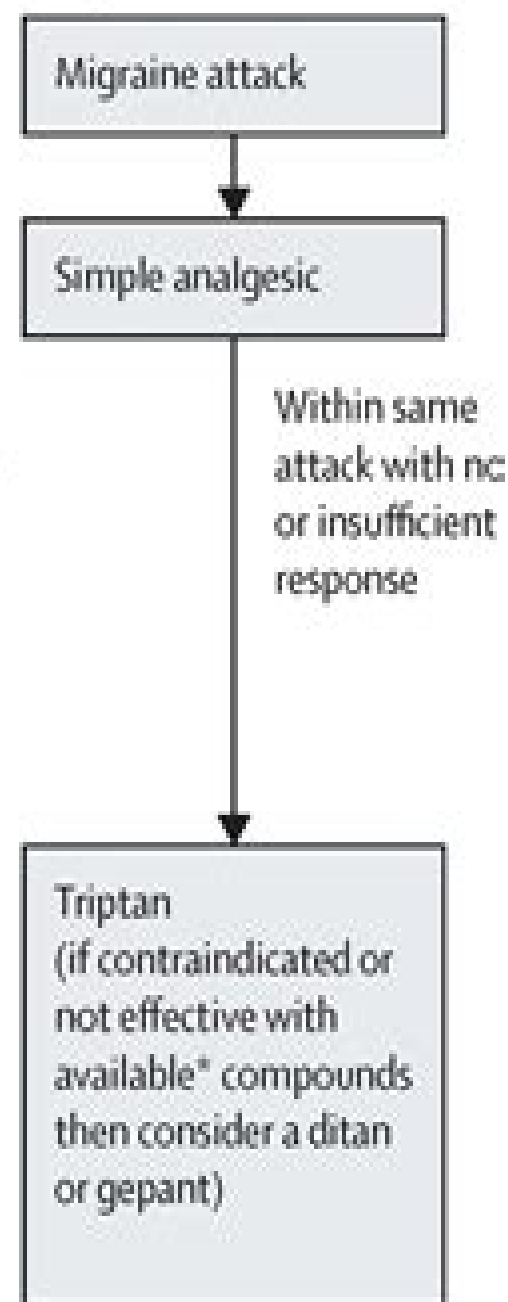 Migraine attack
Simple analgesic
Within same
attack with no
or insufficient
response
Triptan
(if contraindicated or
not effective with
available* compounds
then consider a ditan
or gepant)